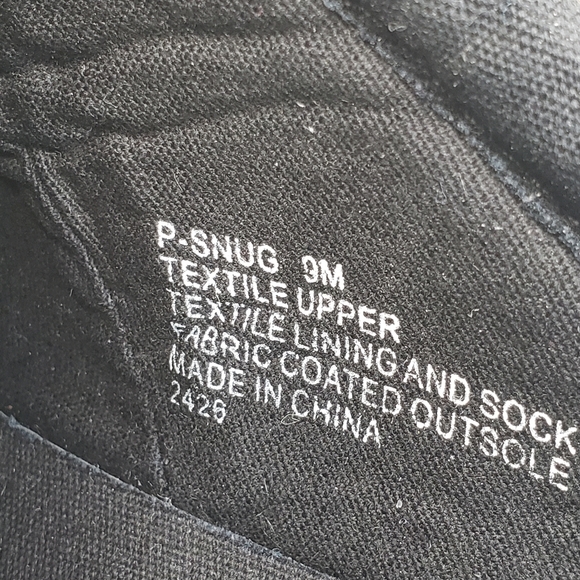 P-SNUG 9M
TEXTILE UPPER
TEXTILE LINING AND SOCK
FABRIC COATED OUTSOLE
MADE IN CHINA
2426